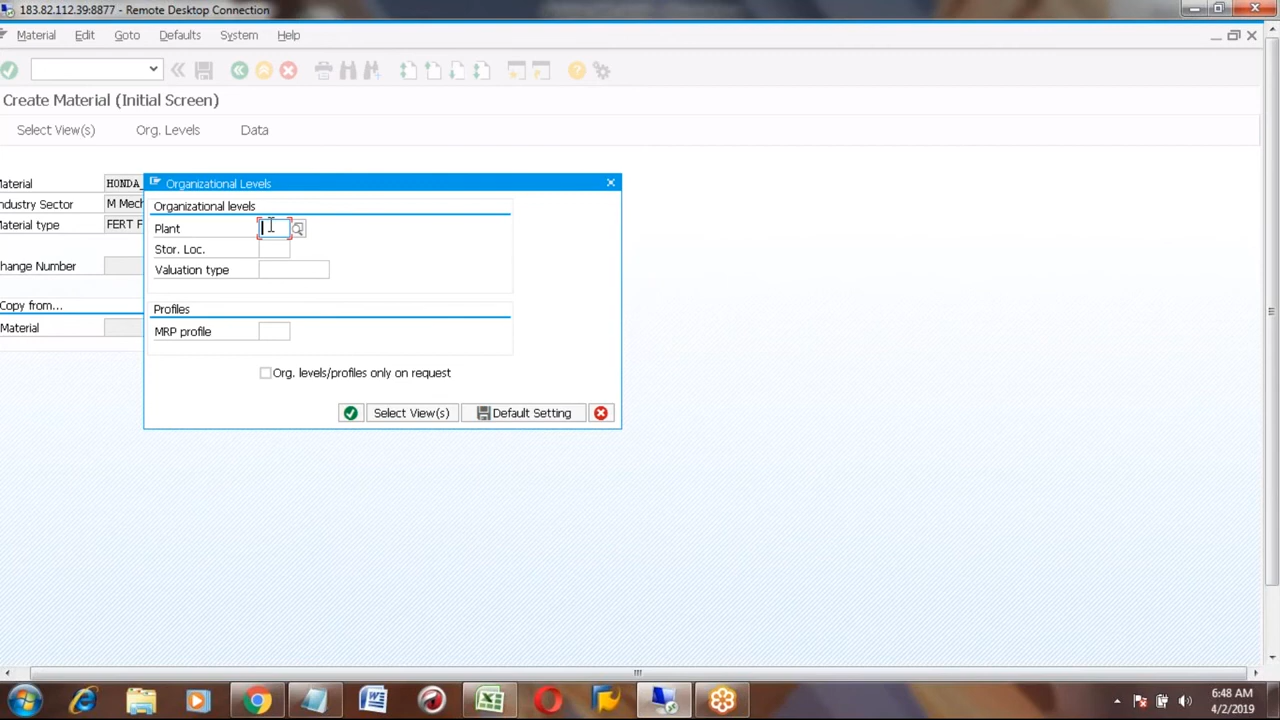 183.82.112.39:8877 - Remote Desktop Connection
Material Edit Goto Defaults System Help
Create Material (Initial Screen)
Select View(s) Org. Levels Data
Material HONDA_
Industry Sector M Mech
Material type FERT F
Change Number
Copy from...
Material
Organizational Levels
Organizational levels
Plant
Stor. Loc.
Valuation type
Profiles
MRP profile
Org. levels/profiles only on request
Select View(s) Default Setting
6:48 AM
4/2/2019